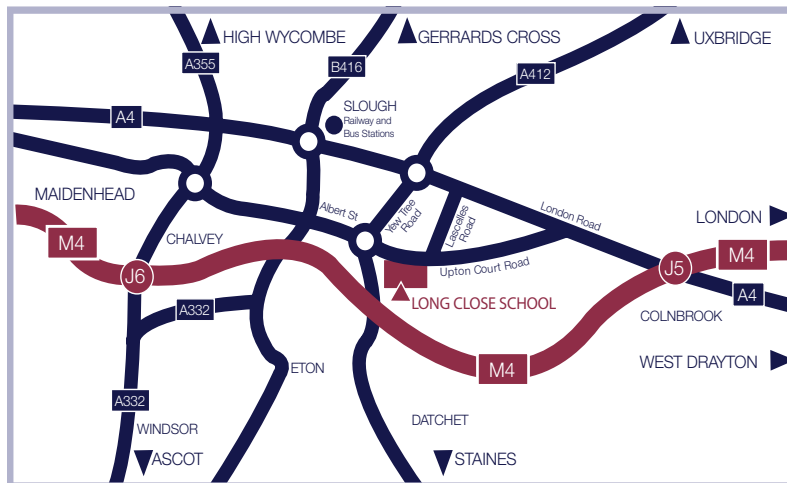 HIGH WYCOMBE
GERRARDS CROSS
UXBRIDGE
A355
B416
A412
SLOUGH
Railway and
Bus Stations
A4
MAIDENHEAD
Albert St
Yew Tree
Road
Lascelles
Road
London Road
LONDON
CHALVEY
M4
M4
J6
J5
Upton Court Road
LONG CLOSE SCHOOL
A4
A332
COLNBROOK
ETON
M4
WEST DRAYTON
A332
WINDSOR
DATCHET
ASCOT
STAINES